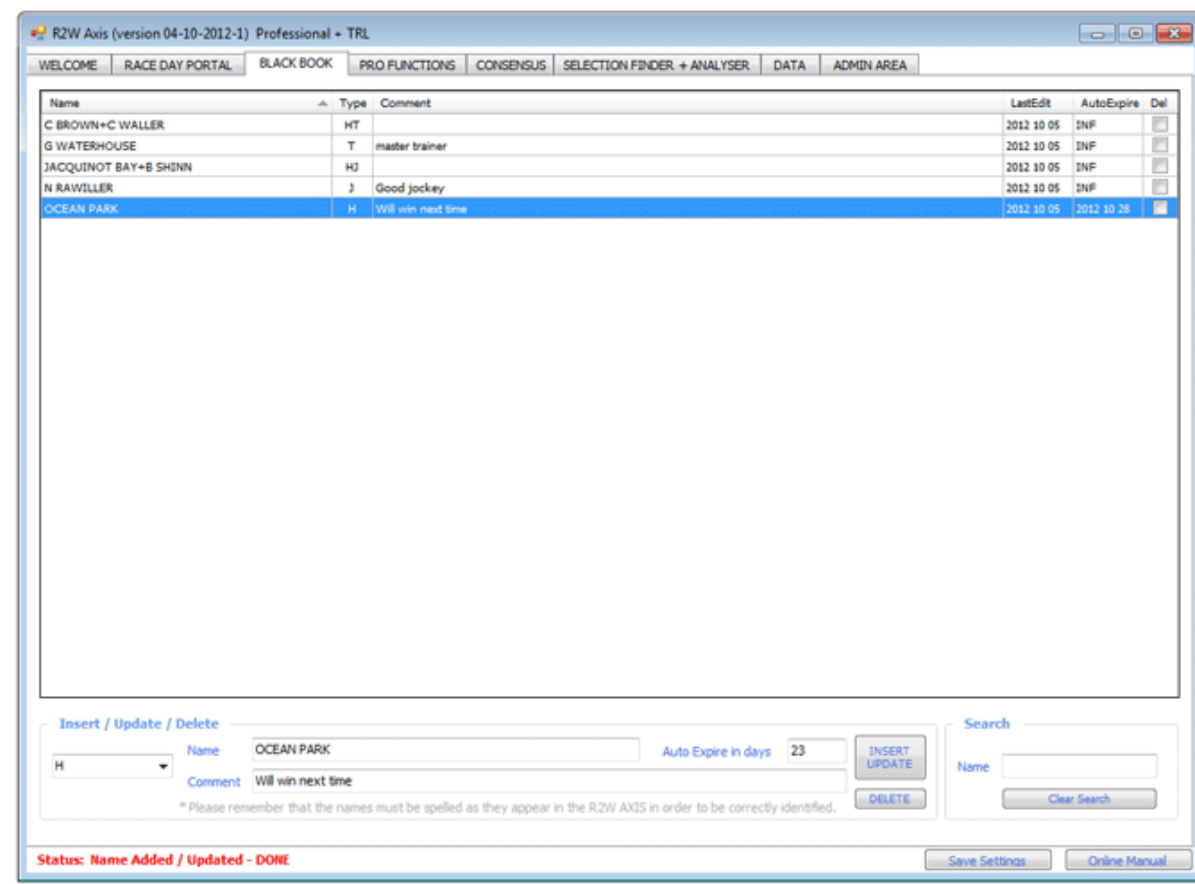 R2W Axis (version 04-10-2012-1) Professional + TRL
WELCOME RACE DAY PORTAL BLACK BOOK PRO FUNCTIONS CONSENSUS SELECTION FINDER + ANALYSER DATA ADMIN AREA
Name Type Comment LastEdit AutoExpire Del
C BROWN+C WALLER HT 2012 10 05 INF
G WATERHOUSE T master trainer 2012 10 05 INF
JACQUINOT BAY+B SHINN HJ 2012 10 05 INF
N RAWILLER J Good jockey 2012 10 05 INF
OCEAN PARK H Will win next time 2012 10 05 2012 10 28
Insert / Update / Delete Search
H Name OCEAN PARK Auto Expire in days 23 INSERT UPDATE Name
Comment Will win next time
* Please remember that the names must be spelled as they appear in the R2W AXIS in order to be correctly identified. DELETE Clear Search
Status: Name Added / Updated - DONE Save Settings Online Manual